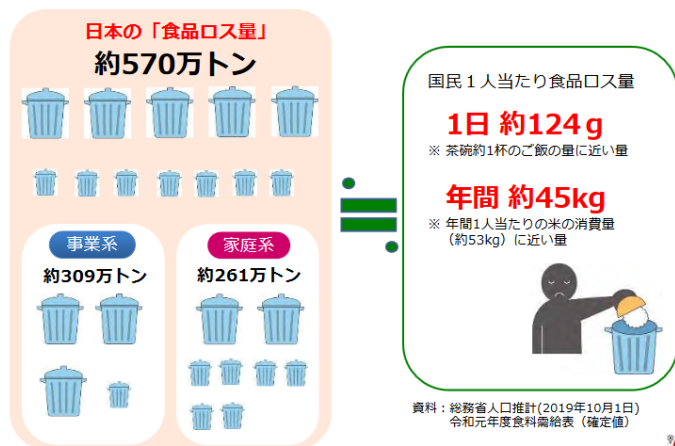 日本の「食品ロス量」
約570万トン
事業系
約309万トン
家庭系
約261万トン
国民１人当たり食品ロス量
1日 約124ｇ
※ 茶碗約1杯のご飯の量に近い量
年間 約45kg
※ 年間1人当たりの米の消費量
（約53kg）に近い量
資料：総務省人口推計(2019年10月1日)
令和元年度食料需給表（確定値）